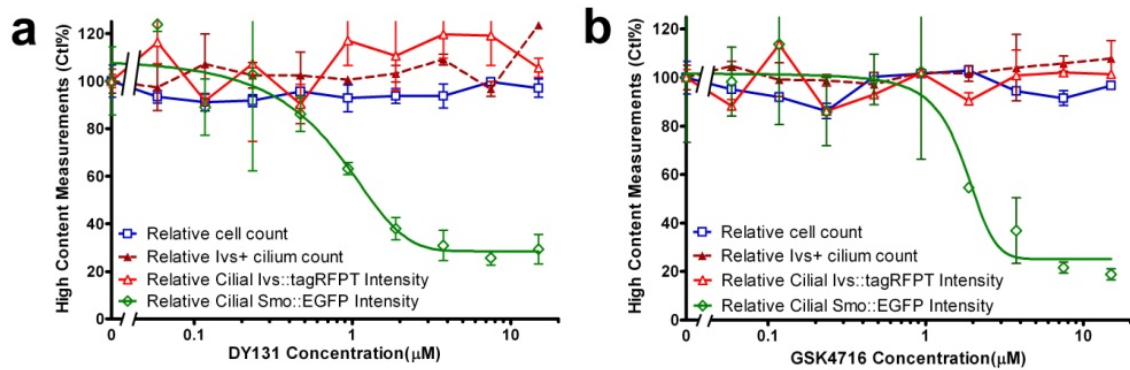 a
High Content Measurements (Ctl%)
120
100
80
60
40
20
0
Relative cell count
Relative Ivs+ cilium count
Relative Cilial Ivs::tagRFPT Intensity
Relative Cilial Smo::EGFP Intensity
0
0.1
1
10
DY131 Concentration(μM)
b
High Content Measurements (Ctl%)
120
100
80
60
40
20
0
Relative cell count
Relative Ivs+ cilium count
Relative Cilial Ivs::tagRFPT Intensity
Relative Cilial Smo::EGFP Intensity
0
0.1
1
10
GSK4716 Concentration(μM)